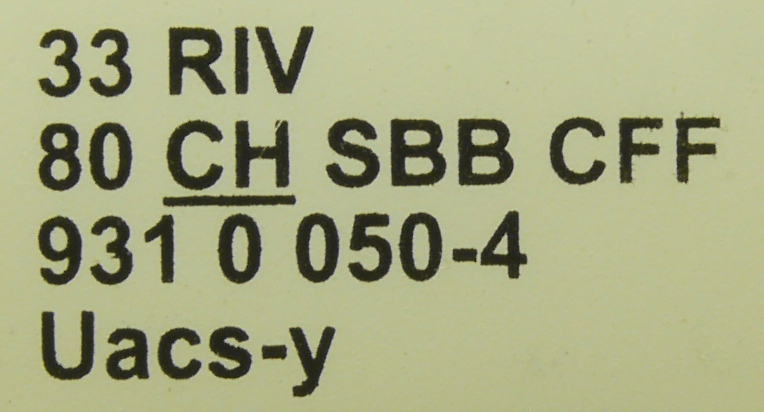 33 RIV
80 CH SBB CFF
931 0 050-4
Uacs-y